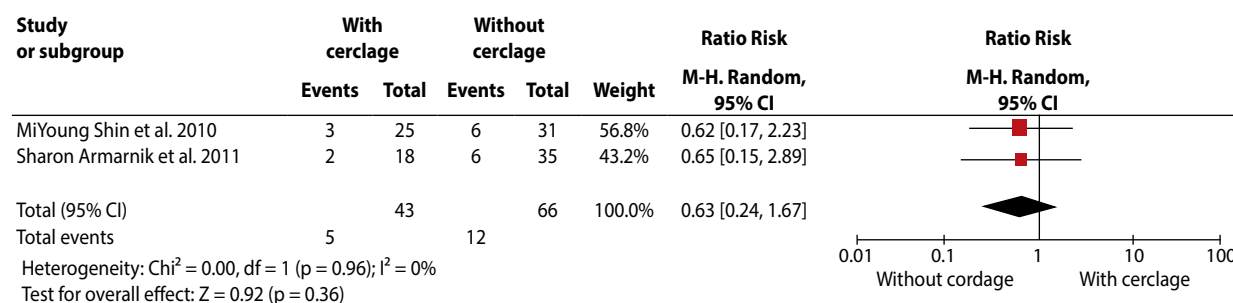 Study With Without Ratio Risk Ratio Risk
or subgroup cerclage cerclage
Events Total Events Total Weight M-H. Random, M-H. Random,
95% CI 95% CI
MiYoung Shin et al. 2010 3 25 6 31 56.8% 0.62 [0.17, 2.23]
Sharon Armarnik et al. 2011 2 18 6 35 43.2% 0.65 [0.15, 2.89]
Total (95% CI) 43 66 100.0% 0.63 [0.24, 1.67]
Total events 5 12
0.01 0.1 1 10 100
Heterogeneity: Chi² = 0.00, df = 1 (p = 0.96); I² = 0%
Without cordage With cerclage
Test for overall effect: Z = 0.92 (p = 0.36)